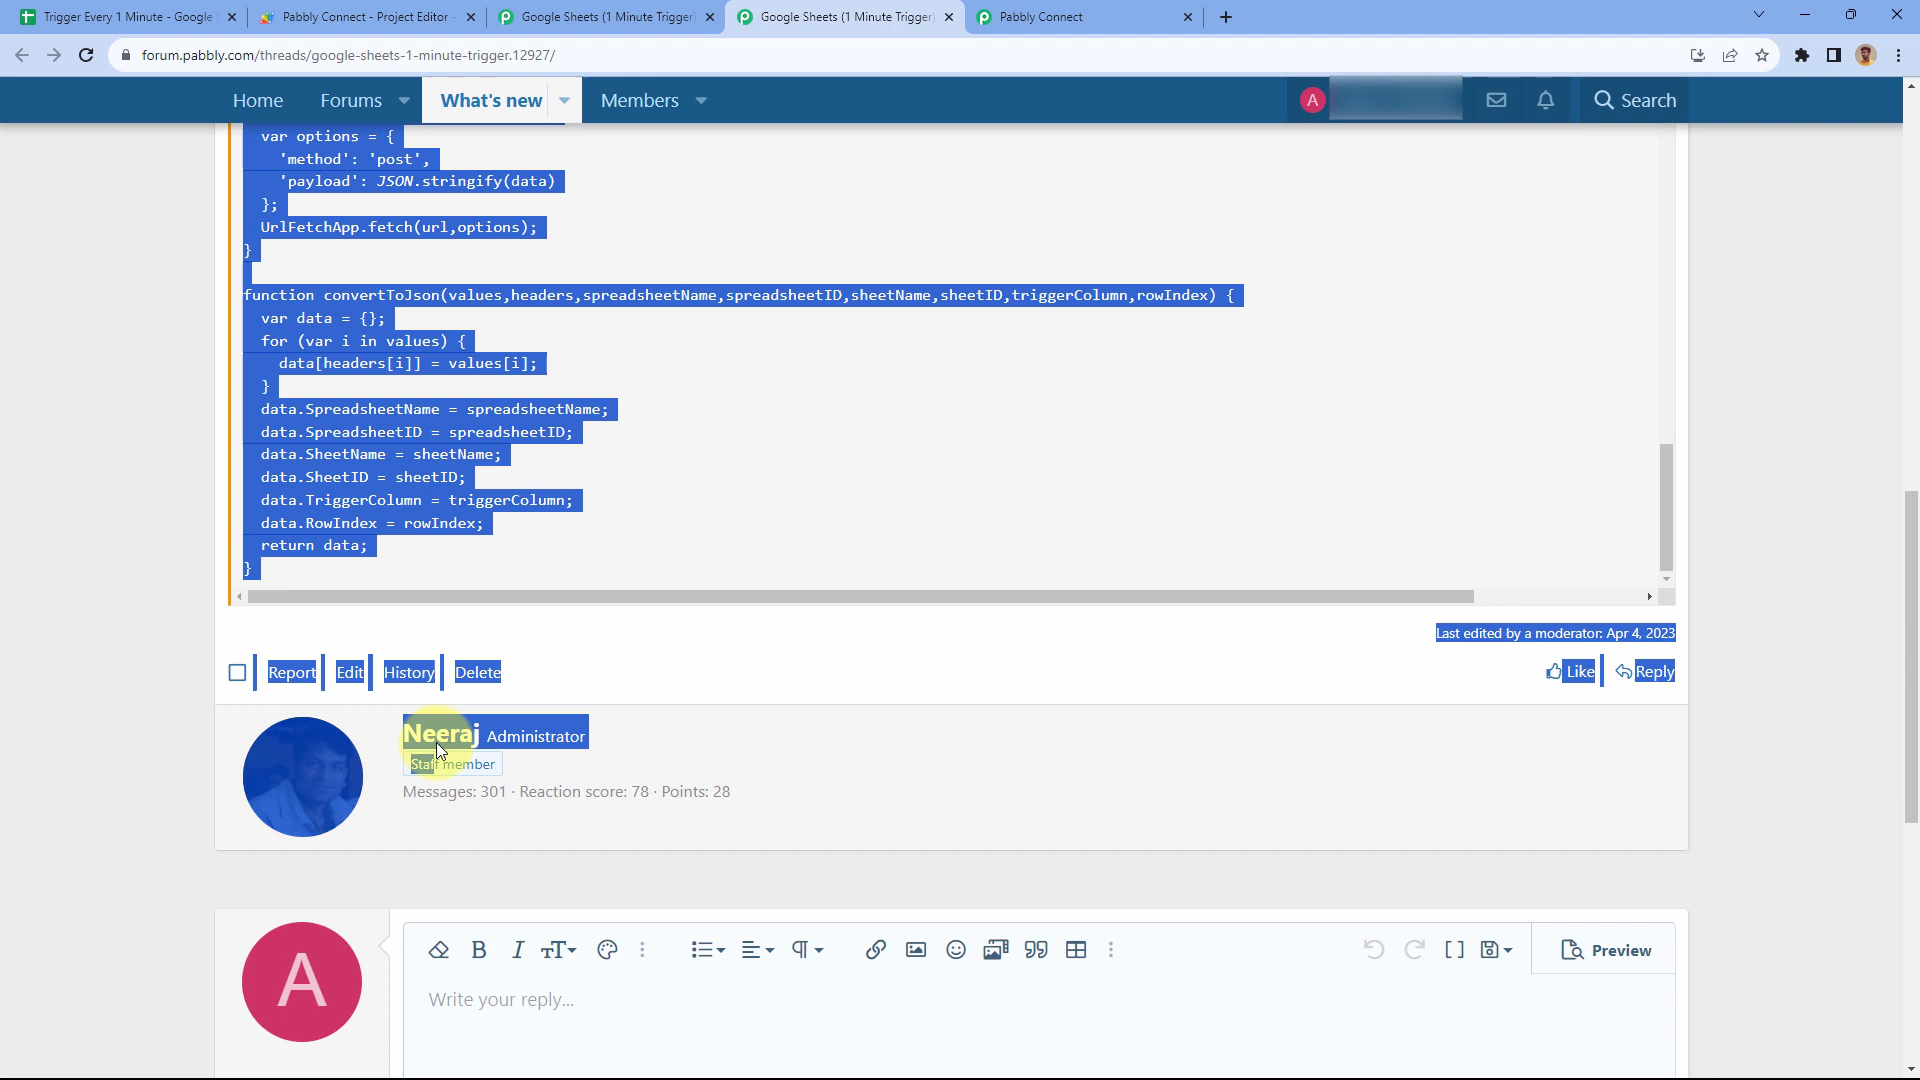 Trigger Every 1 Minute - Google
Pabbly Connect - Project Editor -
Google Sheets (1 Minute Trigger
Google Sheets (1 Minute Trigger
Pabbly Connect
forum.pabbly.com/threads/google-sheets-1-minute-trigger.12927/
Home
Forums
What's new
Members
A
Search
var options = {
'method': 'post',
'payload': JSON.stringify(data)
};
UrlFetchApp.fetch(url,options);
}
function convertToJson(values,headers,spreadsheetName,spreadsheetID,sheetName,sheetID,triggerColumn,rowIndex) {
var data = {};
for (var i in values) {
data[headers[i]] = values[i];
}
data.SpreadsheetName = spreadsheetName;
data.SpreadsheetID = spreadsheetID;
data.SheetName = sheetName;
data.SheetID = sheetID;
data.TriggerColumn = triggerColumn;
data.RowIndex = rowIndex;
return data;
}
Last edited by a moderator: Apr 4, 2023
Report
Edit
History
Delete
Like
Reply
Neeraj Administrator
Staff member
Messages: 301 · Reaction score: 78 · Points: 28
A
Preview
Write your reply...